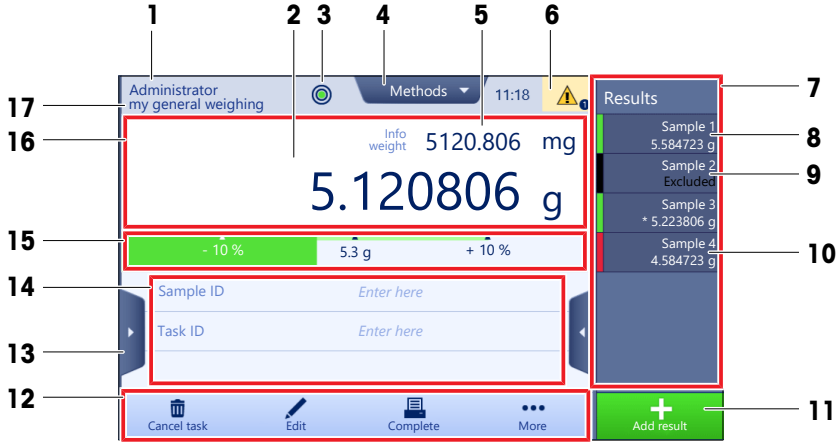 1
2
3
4
5
6
Administrator
my general weighing
Methods
11:18
1
Results
7
17
16
Info
weight
5120.806 mg
5.120806 g
Sample 1
5.584723 g
8
Sample 2
Excluded
9
Sample 3
* 5.223806 g
Sample 4
4.584723 g
10
15
- 10 %
5.3 g
+ 10 %
14
Sample ID
Enter here
Task ID
Enter here
13
12
Cancel task
Edit
Complete
More
Add result
11